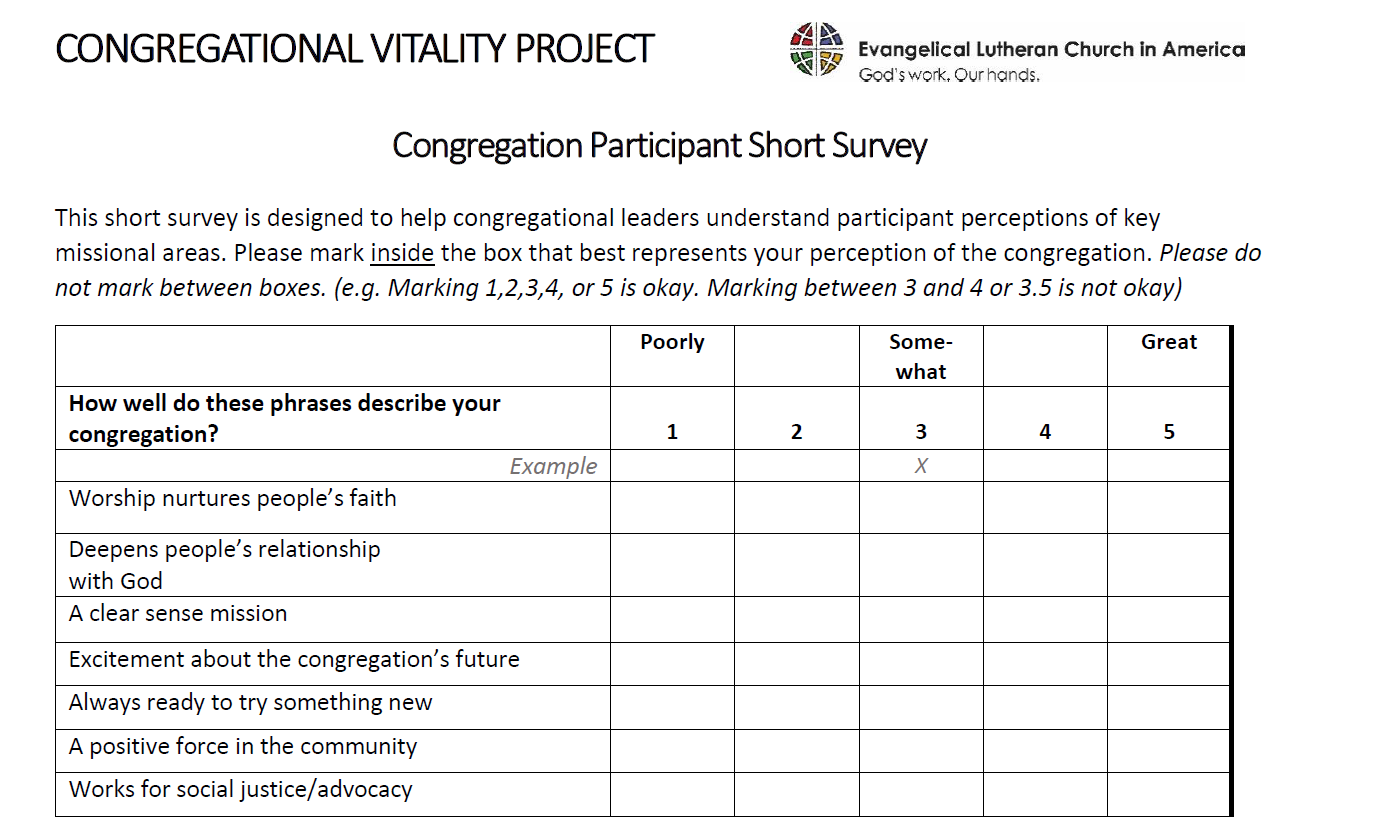 CONGREGATIONAL VITALITY PROJECT
Evangelical Lutheran Church in America
God's work. Our hands.
Congregation Participant Short Survey
This short survey is designed to help congregational leaders understand participant perceptions of key
missional areas. Please mark inside the box that best represents your perception of the congregation. Please do
not mark between boxes. (e.g. Marking 1,2,3,4, or 5 is okay. Marking between 3 and 4 or 3.5 is not okay)
Poorly Some- Great
what
How well do these phrases describe your
congregation? 1 2 3 4 5
Example X
Worship nurtures people’s faith
Deepens people’s relationship
with God
A clear sense mission
Excitement about the congregation’s future
Always ready to try something new
A positive force in the community
Works for social justice/advocacy